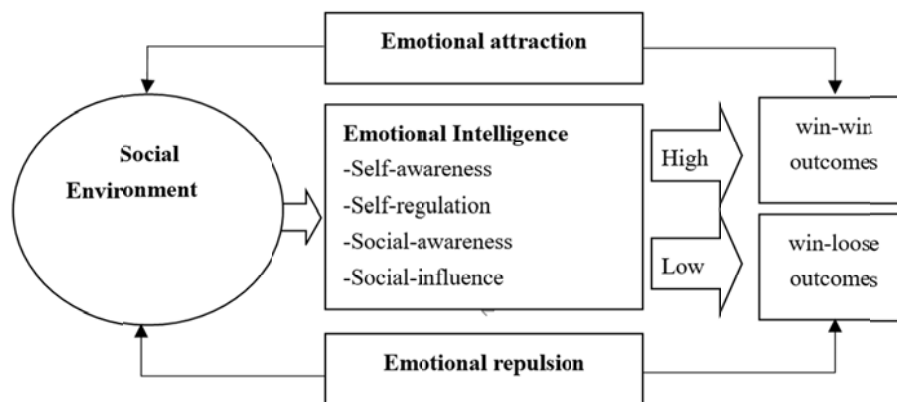 Emotional attraction
Social
Environment
Emotional Intelligence
-Self-awareness
-Self-regulation
-Social-awareness
-Social-influence
High
Low
win-win
outcomes
win-loose
outcomes
Emotional repulsion